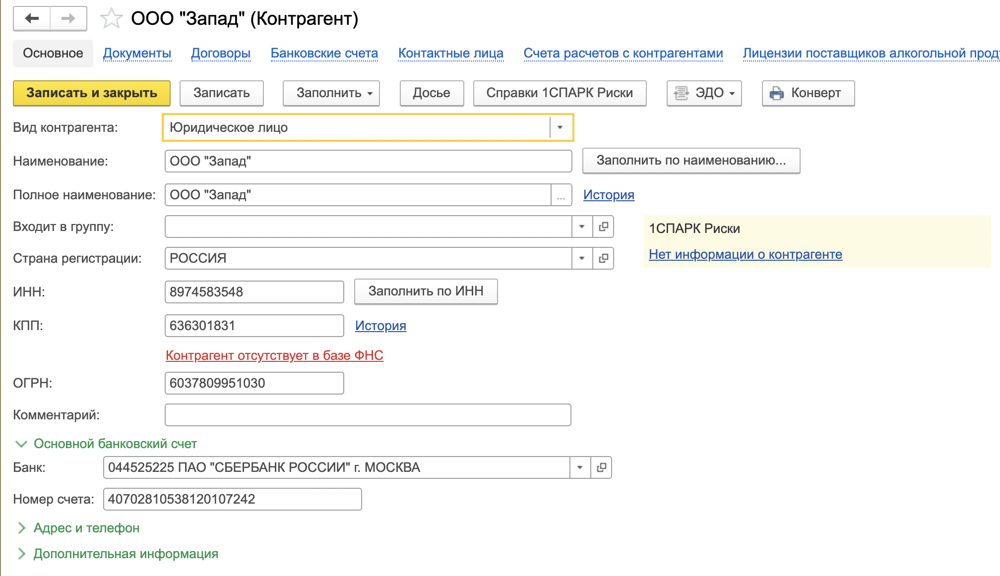 ООО "Запад" (Контрагент)
Основное Документы Договоры Банковские счета Контактные лица Счета расчетов с контрагентами Лицензии поставщиков алкогольной проду
Записать и закрыть Записать Заполнить Досье Справки 1СПАРК Риски ЭДО Конверт
Вид контрагента: Юридическое лицо
Наименование: ООО "Запад" Заполнить по наименованию...
Полное наименование: ООО "Запад" ... История
Входит в группу: 1СПАРК Риски
Страна регистрации: РОССИЯ Нет информации о контрагенте
ИНН: 8974583548 Заполнить по ИНН
КПП: 636301831 История
Контрагент отсутствует в базе ФНС
ОГРН: 6037809951030
Комментарий:
Основной банковский счет
Банк: 044525225 ПАО "СБЕРБАНК РОССИИ" г. МОСКВА
Номер счета: 40702810538120107242
Адрес и телефон
Дополнительная информация